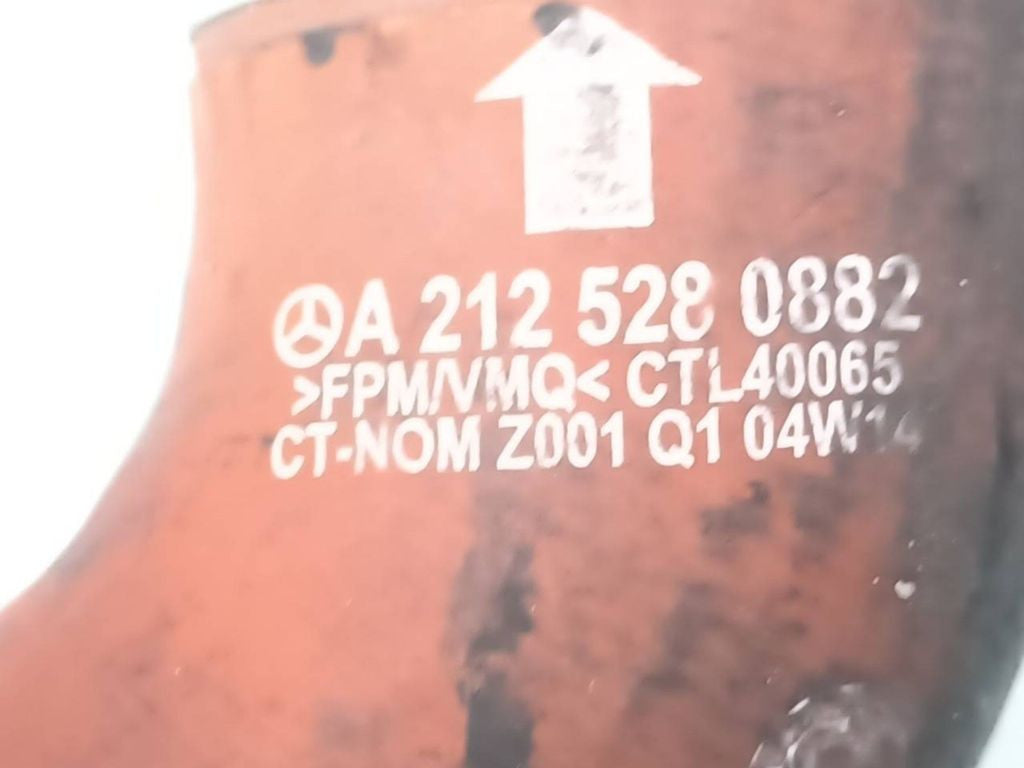 A 212 528 0882
>FPM/VMQ< CTL40065
CT-NOM Z001 Q1 04W14